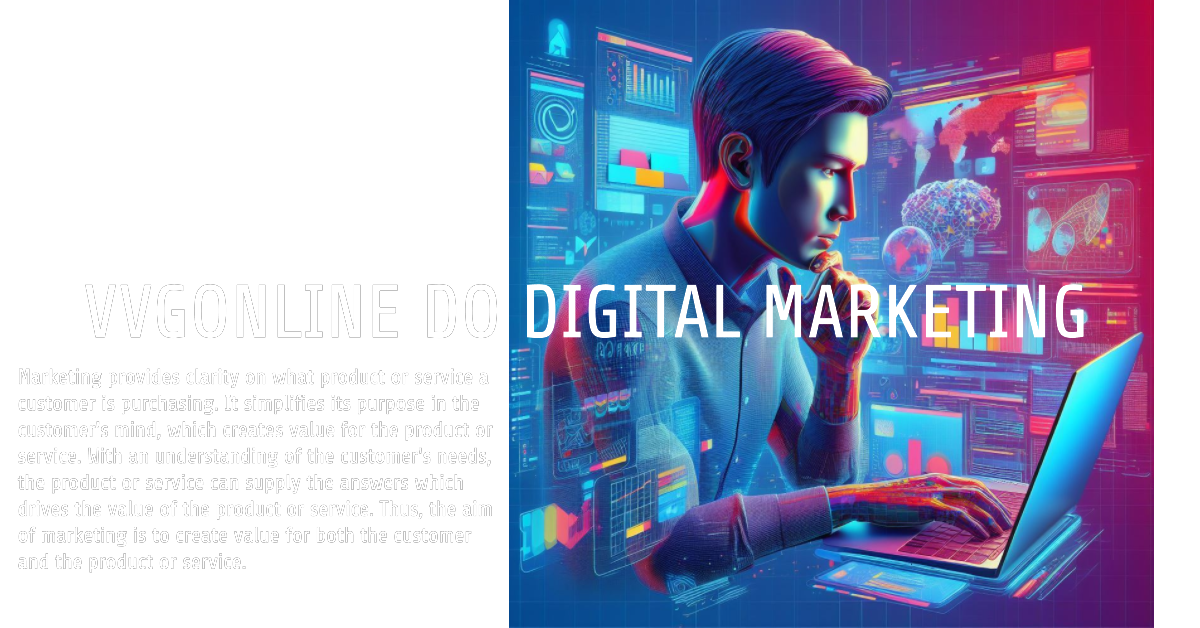 VVGONLINE DO DIGITAL MARKETING
Marketing provides clarity on what product or service a
customer is purchasing. It simplifies its purpose in the
customer's mind, which creates value for the product or
service. With an understanding of the customer's needs,
the product or service can supply the answers which
drives the value of the product or service. Thus, the aim
of marketing is to create value for both the customer
and the product or service.